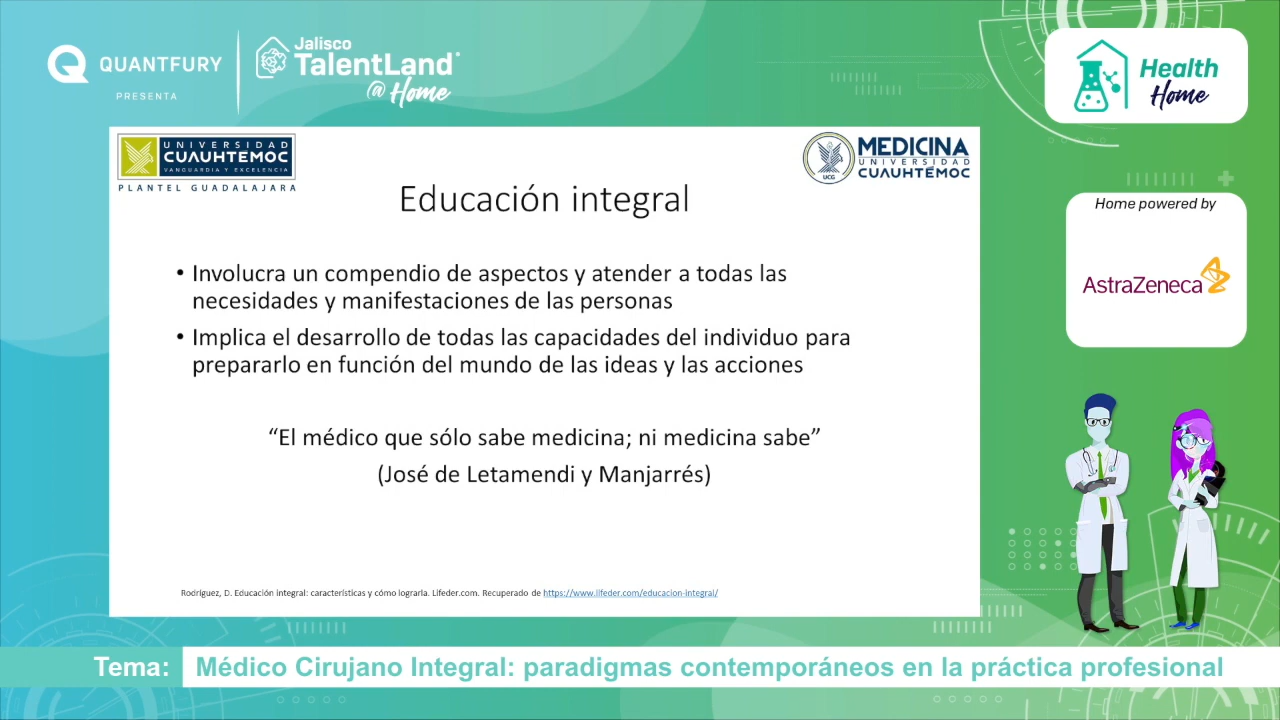 QUANTFURY
PRESENTA
Jalisco
TalentLand
@ Home
Health
Home
UNIVERSIDAD
CUAUHTEMOC
VANGUARDIA Y EXCELENCIA
PLANTEL GUADALAJARA
UCG
MEDICINA
UNIVERSIDAD
CUAUHTÉMOC
Home powered by
AstraZeneca
Educación integral
• Involucra un compendio de aspectos y atender a todas las
necesidades y manifestaciones de las personas
• Implica el desarrollo de todas las capacidades del individuo para
prepararlo en función del mundo de las ideas y las acciones
“El médico que sólo sabe medicina; ni medicina sabe”
(José de Letamendi y Manjarrés)
Rodríguez, D. Educación integral: características y cómo lograrla. Lifeder.com. Recuperado de https://www.lifeder.com/educacion-integral/
Tema: Médico Cirujano Integral: paradigmas contemporáneos en la práctica profesional